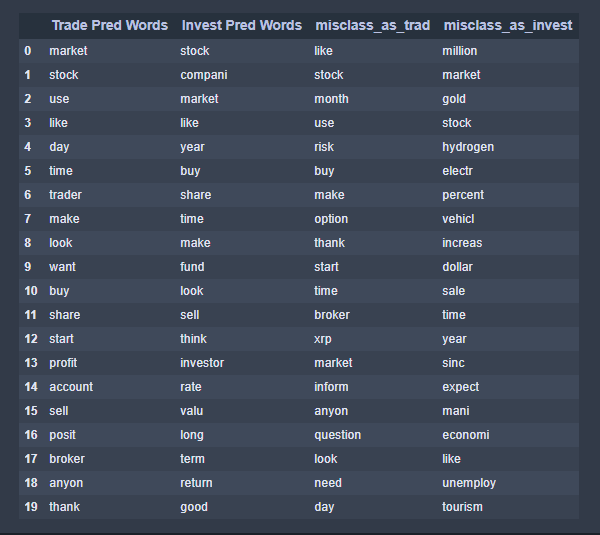 Trade Pred Words Invest Pred Words misclass_as_trad misclass_as_invest
0 market stock like million
1 stock compani stock market
2 use market month gold
3 like like use stock
4 day year risk hydrogen
5 time buy buy electr
6 trader share make percent
7 make time option vehicl
8 look make thank increas
9 want fund start dollar
10 buy look time sale
11 share sell broker time
12 start think xrp year
13 profit investor market sinc
14 account rate inform expect
15 sell valu anyon mani
16 posit long question economi
17 broker term look like
18 anyon return need unemploy
19 thank good day tourism